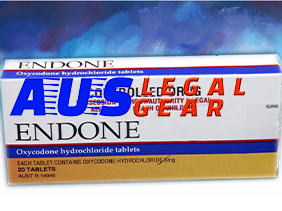 ENDONE
Oxycodone hydrochloride tablets
CONTROLLED DRUG
AUS LEGAL
GEAR
ENDONE
Oxycodone hydrochloride tablets
EACH TABLET CONTAINS OXYCODONE HYDROCHLORIDE 5mg
20 TABLETS
AUST R 14945